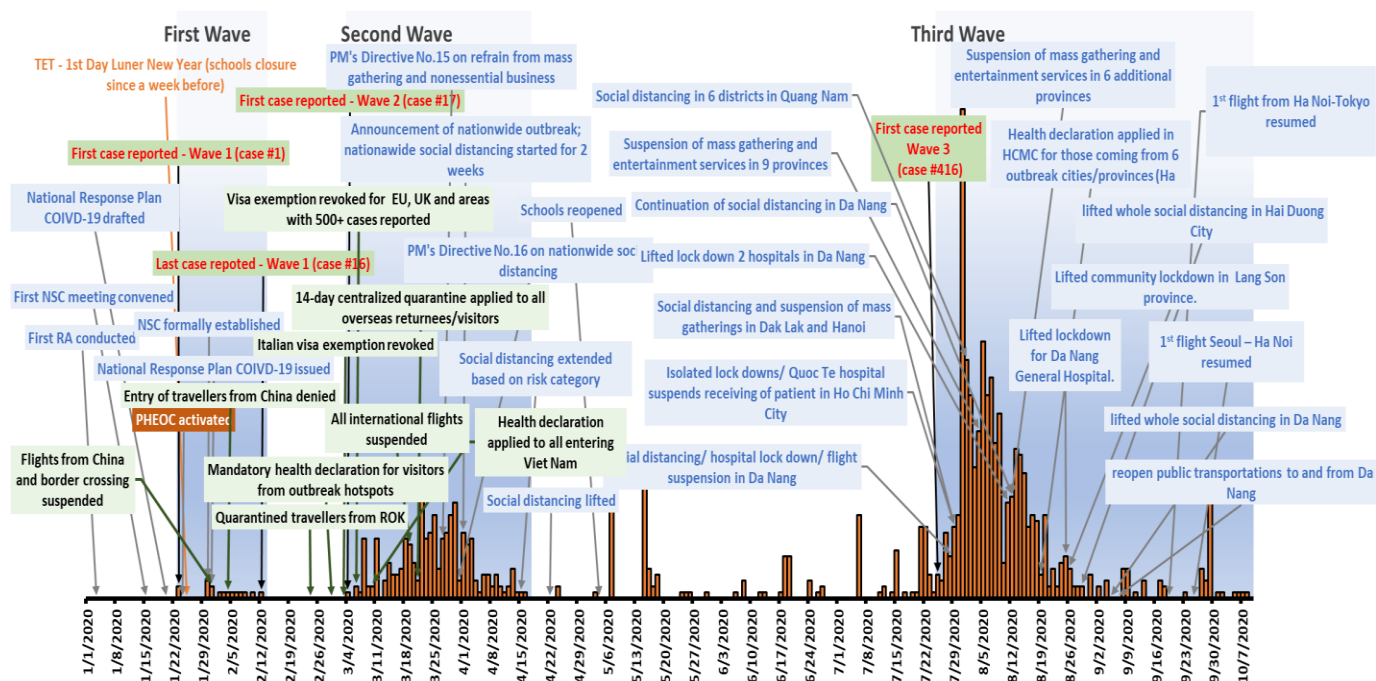 First Wave
Second Wave
Third Wave
TET - 1st Day Luner New Year (schools closure
since a week before)
PM's Directive No.15 on refrain from mass
gathering and nonessential business
Suspension of mass
gathering and
entertainment services in
6 additional
provinces
First case reported - Wave 2 (case #17)
Social distancing in 6 districts in Quang Nam
1st flight from Ha Noi-Tokyo
resumed
Announcement of nationwide outbreak;
nationawide social distancing started for 2
weeks
First case reported
Wave 3
(case #416)
Suspension of mass gathering and
entertainment services in 9 provinces
Health declaration applied in
HCMC for those coming from 6
outbreak cities/provinces (Ha
First case reported - Wave 1 (case #1)
National Response Plan
COIVD-19 drafted
Visa exemption revoked for EU, UK and areas
with 500+ cases reported
Schools reopened
Continuation of social distancing in Da Nang
lifted whole social distancing in Hai Duong
City
Last case repoted - Wave 1 (case #16)
PM's Directive No.16 on nationwide soc
distancing
Lifted lock down 2 hospitals in Da Nang
Lifted community lockdown in Lang Son
province.
First NSC meeting convened
14-day centralized quarantine applied to all
overseas returnees/visitors
Social distancing and suspension of mass
gatherings in Dak Lak and Hanoi
NSC formally established
First RA conducted
Italian visa exemption revoked
Lifted lockdown
for Da Nang
General Hospital.
1st flight Seoul – Ha Noi
resumed
National Response Plan COIVD-19 issued
Social distancing extended
based on risk category
Isolated lock downs/ Quoc Te hospital
suspends receiving of patient in Ho Chi Minh
City
Entry of travellers from China denied
PHEOC activated
All international flights
suspended
Health declaration
applied to all entering
Viet Nam
lifted whole social distancing in Da Nang
Flights from China
and border crossing
suspended
Mandatory health declaration for visitors
from outbreak hotspots
ial distancing/ hospital lock down/ flight
suspension in Da Nang
reopen public transportations to and from Da
Nang
Quarantined travellers from ROK
Social distancing lifted
1/1/2020
1/8/2020
1/15/2020
1/22/2020
1/29/2020
2/5/2020
2/12/2020
2/19/2020
2/26/2020
3/4/2020
3/11/2020
3/18/2020
3/25/2020
4/1/2020
4/8/2020
4/15/2020
4/22/2020
4/29/2020
5/6/2020
5/13/2020
5/20/2020
5/27/2020
6/3/2020
6/10/2020
6/17/2020
6/24/2020
7/1/2020
7/8/2020
7/15/2020
7/22/2020
7/29/2020
8/5/2020
8/12/2020
8/19/2020
8/26/2020
9/2/2020
9/9/2020
9/16/2020
9/23/2020
9/30/2020
10/7/2020